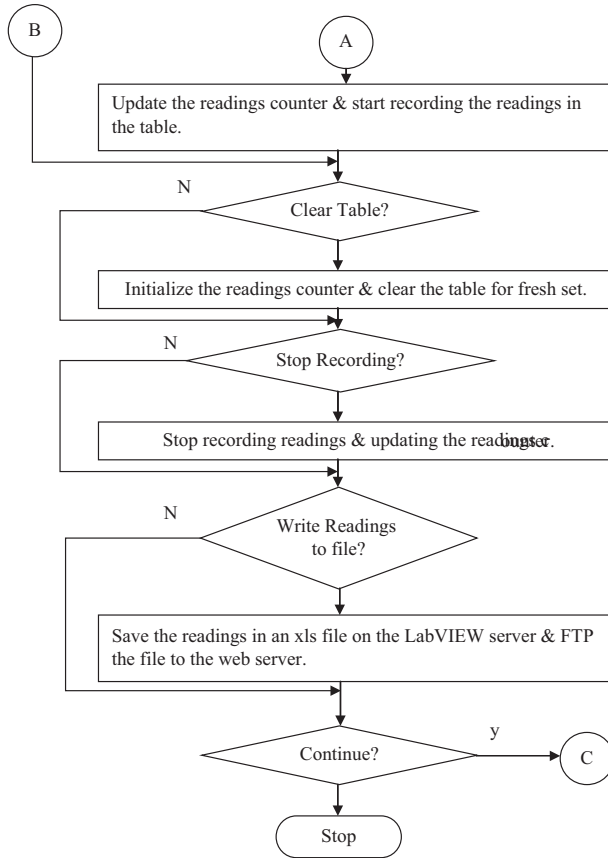 B
A
Update the readings counter & start recording the readings in
the table.
N
Clear Table?
Initialize the readings counter & clear the table for fresh set.
N
Stop Recording?
Stop recording readings & updating the readings counter.
N
Write Readings
to file?
Save the readings in an xls file on the LabVIEW server & FTP
the file to the web server.
y
Continue?
C
Stop